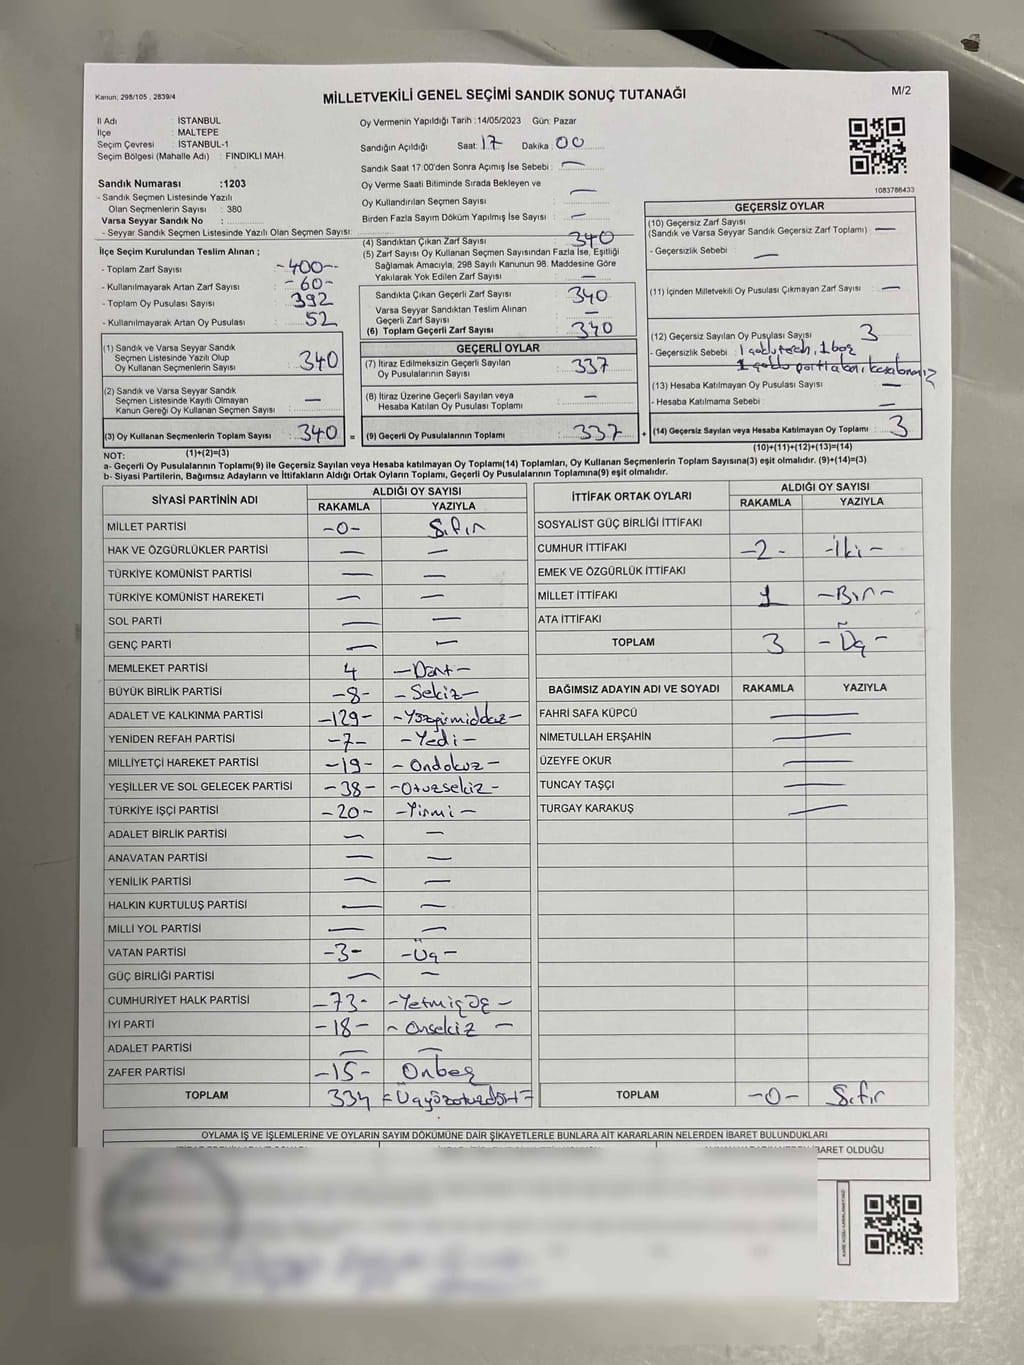 Kanun; 298/105 , 2839/4
MİLLETVEKİLİ GENEL SEÇİMİ SANDIK SONUÇ TUTANAĞI
M/2
İl Adı : İSTANBUL
İlçe : MALTEPE
Seçim Çevresi : İSTANBUL-1
Seçim Bölgesi (Mahalle Adı) : FINDIKLI MAH
Sandık Numarası :1203
- Sandık Seçmen Listesinde Yazılı
Olan Seçmenlerin Sayısı : 380
Varsa Seyyar Sandık No :
- Seyyar Sandık Seçmen Listesinde Yazılı Olan Seçmen Sayısı:
Oy Vermenin Yapıldığı Tarih :14/05/2023 Gün: Pazar
Sandığın Açıldığı Saat: 17 Dakika: 00
Sandık Saat 17:00'den Sonra Açımış İse Sebebi : —
Oy Verme Saati Bitiminde Sırada Bekleyen ve
Oy Kullandırılan Seçmen Sayısı : —
Birden Fazla Sayım Döküm Yapılmış İse Sayısı : —
1083786433
İlçe Seçim Kurulundan Teslim Alınan ;
- Toplam Zarf Sayısı : -400-
- Kullanılmayarak Artan Zarf Sayısı : -60-
- Toplam Oy Pusulası Sayısı : 392
- Kullanılmayarak Artan Oy Pusulası : 52
(1) Sandık ve Varsa Seyyar Sandık
Seçmen Listesinde Yazılı Olup
Oy Kullanan Seçmenlerin Sayısı : 340
(2) Sandık ve Varsa Seyyar Sandık
Seçmen Listesinde Kayıtlı Olmayan
Kanun Gereği Oy Kullanan Seçmen Sayısı : —
(3) Oy Kullanan Seçmenlerin Toplam Sayısı : 340 =
(4) Sandıktan Çıkan Zarf Sayısı : 340
(5) Zarf Sayısı Oy Kullanan Seçmen Sayısından Fazla İse, Eşitliği
Sağlamak Amacıyla, 298 Sayılı Kanunun 98. Maddesine Göre
Yakılarak Yok Edilen Zarf Sayısı : —
Sandıkta Çıkan Geçerli Zarf Sayısı : 340
Varsa Seyyar Sandıktan Teslim Alınan
Geçerli Zarf Sayısı : —
(6) Toplam Geçerli Zarf Sayısı : 340
GEÇERLİ OYLAR
(7) İtiraz Edilmeksizin Geçerli Sayılan
Oy Pusulalarının Sayısı : 337
(8) İtiraz Üzerine Geçerli Sayılan veya
Hesaba Katılan Oy Pusulası Toplamı : —
(9) Geçerli Oy Pusulalarının Toplamı : 337 +
GEÇERSİZ OYLAR
(10) Geçersiz Zarf Sayısı
(Sandık ve Varsa Seyyar Sandık Geçersiz Zarf Toplamı) : —
- Geçersizlik Sebebi : —
(11) İçinden Milletvekili Oy Pusulası Çıkmayan Zarf Sayısı : —
(12) Geçersiz Sayılan Oy Pusulası Sayısı : 3
- Geçersizlik Sebebi : 1 1 boş
(13) Hesaba Katılmayan Oy Pusulası Sayısı : —
- Hesaba Katılmama Sebebi : —
(14) Geçersiz Sayılan veya Hesaba Katılmayan Oy Toplamı : 3
NOT: (1)+(2)=(3) (10)+(11)+(12)+(13)=(14)
a- Geçerli Oy Pusulalarının Toplamı(9) ile Geçersiz Sayılan veya Hesaba katılmayan Oy Toplamı(14) Toplamları, Oy Kullanan Seçmenlerin Toplam Sayısına(3) eşit olmalıdır. (9)+(14)=(3)
b- Siyasi Partilerin, Bağımsız Adayların ve İttifakların Aldığı Ortak Oyların Toplamı, Geçerli Oy Pusulalarının Toplamına(9) eşit olmalıdır.
SİYASİ PARTİNİN ADI ALDIĞI OY SAYISI
RAKAMLA YAZIYLA
MİLLET PARTİSİ -0- Sıfır
HAK VE ÖZGÜRLÜKLER PARTİSİ — —
TÜRKİYE KOMÜNİST PARTİSİ — —
TÜRKİYE KOMÜNİST HAREKETİ — —
SOL PARTİ — —
GENÇ PARTİ — —
MEMLEKET PARTİSİ 4 -Dört-
BÜYÜK BİRLİK PARTİSİ -8- -Sekiz-
ADALET VE KALKINMA PARTİSİ -129- -Yüzyirmidokuz-
YENİDEN REFAH PARTİSİ -7- -Yedi-
MİLLİYETÇİ HAREKET PARTİSİ -19- -Ondokuz-
YEŞİLLER VE SOL GELECEK PARTİSİ -38- -Otuzsekiz-
TÜRKİYE İŞÇİ PARTİSİ -20- -Yirmi-
ADALET BİRLİK PARTİSİ — —
ANAVATAN PARTİSİ — —
YENİLİK PARTİSİ — —
HALKIN KURTULUŞ PARTİSİ — —
MİLLİ YOL PARTİSİ — —
VATAN PARTİSİ -3- -Üç-
GÜÇ BİRLİĞİ PARTİSİ — —
CUMHURİYET HALK PARTİSİ -73- -Yetmişüç-
İYİ PARTİ -18- - Onsekiz -
ADALET PARTİSİ — —
ZAFER PARTİSİ -15- Onbeş
TOPLAM 334 =Üçyüzotuzdört=
İTTİFAK ORTAK OYLARI ALDIĞI OY SAYISI
RAKAMLA YAZIYLA
SOSYALİST GÜÇ BİRLİĞİ İTTİFAKI
CUMHUR İTTİFAKI -2- -İki-
EMEK VE ÖZGÜRLÜK İTTİFAKI
MİLLET İTTİFAKI 1 -Bir-
ATA İTTİFAKI
TOPLAM 3 -Üç-
BAĞIMSIZ ADAYIN ADI VE SOYADI RAKAMLA YAZIYLA
FAHRİ SAFA KÜPCÜ —
NİMETULLAH ERŞAHİN —
ÜZEYFE OKUR —
TUNCAY TAŞÇI —
TURGAY KARAKUŞ —
TOPLAM -0- Sıfır
OYLAMA İŞ VE İŞLEMLERİNE VE OYLARIN SAYIM DÖKÜMÜNE DAİR ŞİKAYETLERLE BUNLARA AİT KARARLARIN NELERDEN İBARET BULUNDUKLARI
İBARET OLDUĞU